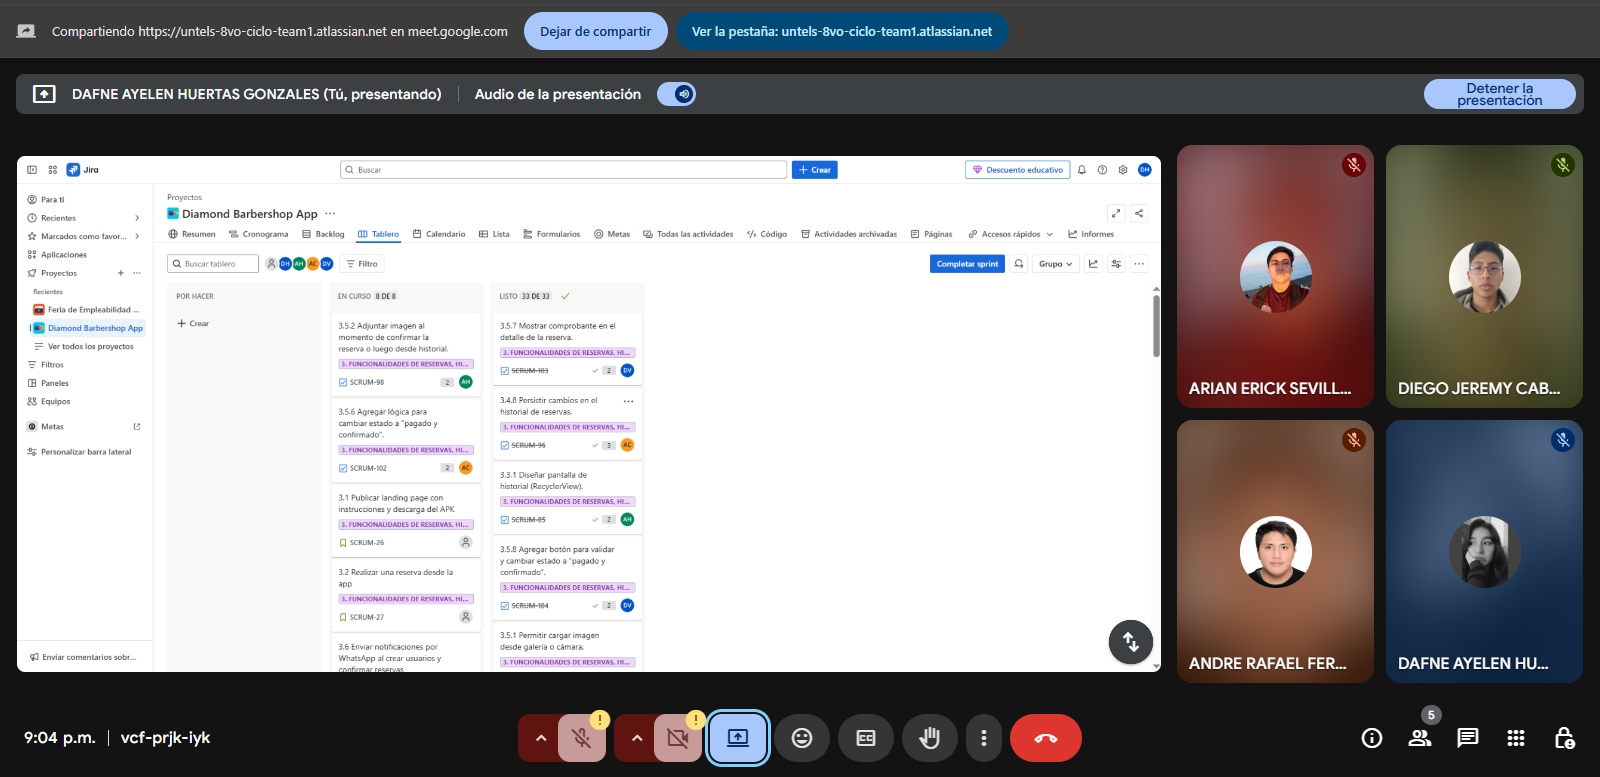 Compartiendo https://untels-8vo-ciclo-team1.atlassian.net en meet.google.com
Dejar de compartir
Ver la pestaña: untels-8vo-ciclo-team1.atlassian.net
DAFNE AYELEN HUERTAS GONZALES (Tú, presentando)
Audio de la presentación
Detener la presentación
Jira
Buscar
Crear
Descuento educativo
DH
Para ti
Recientes
Marcados como favor...
Aplicaciones
Proyectos
Recientes
Feria de Empleabilidad ...
Diamond Barbershop App
Ver todos los proyectos
Filtros
Paneles
Equipos
Metas
Personalizar barra lateral
Enviar comentarios sobr...
Proyectos
Diamond Barbershop App
Resumen
Cronograma
Backlog
Tablero
Calendario
Lista
Formularios
Metas
Todas las actividades
Código
Actividades archivadas
Páginas
Accesos rápidos
Informes
Buscar tablero
DH
AH
AC
DV
Filtro
Completar sprint
Grupo
POR HACER
Crear
EN CURSO 8 DE 8
3.5.2 Adjuntar imagen al
momento de confirmar la
reserva o luego desde historial.
3. FUNCIONALIDADES DE RESERVAS, HI...
SCRUM-98
2
AH
3.5.6 Agregar lógica para
cambiar estado a "pagado y
confirmado".
3. FUNCIONALIDADES DE RESERVAS, HI...
SCRUM-102
2
AC
3.1 Publicar landing page con
instrucciones y descarga del APK
3. FUNCIONALIDADES DE RESERVAS, HI...
SCRUM-26
3.2 Realizar una reserva desde la
app
3. FUNCIONALIDADES DE RESERVAS, HI...
SCRUM-27
3.6 Enviar notificaciones por
WhatsApp al crear usuarios y
confirmar reservas
LISTO 33 DE 33
3.5.7 Mostrar comprobante en el
detalle de la reserva.
3. FUNCIONALIDADES DE RESERVAS, HI...
SCRUM-103
2
DV
3.4.8 Persistir cambios en el
historial de reservas.
3. FUNCIONALIDADES DE RESERVAS, HI...
SCRUM-96
3
AC
3.3.1 Diseñar pantalla de
historial (RecyclerView).
3. FUNCIONALIDADES DE RESERVAS, HI...
SCRUM-85
2
AH
3.5.8 Agregar botón para validar
y cambiar estado a "pagado y
confirmado".
3. FUNCIONALIDADES DE RESERVAS, HI...
SCRUM-104
2
DV
3.5.1 Permitir cargar imagen
desde galería o cámara.
3. FUNCIONALIDADES DE RESERVAS, HI...
ARIAN ERICK SEVILL...
DIEGO JEREMY CAB...
ANDRE RAFAEL FER...
DAFNE AYELEN HU...
9:04 p.m.
vcf-prjk-iyk
5